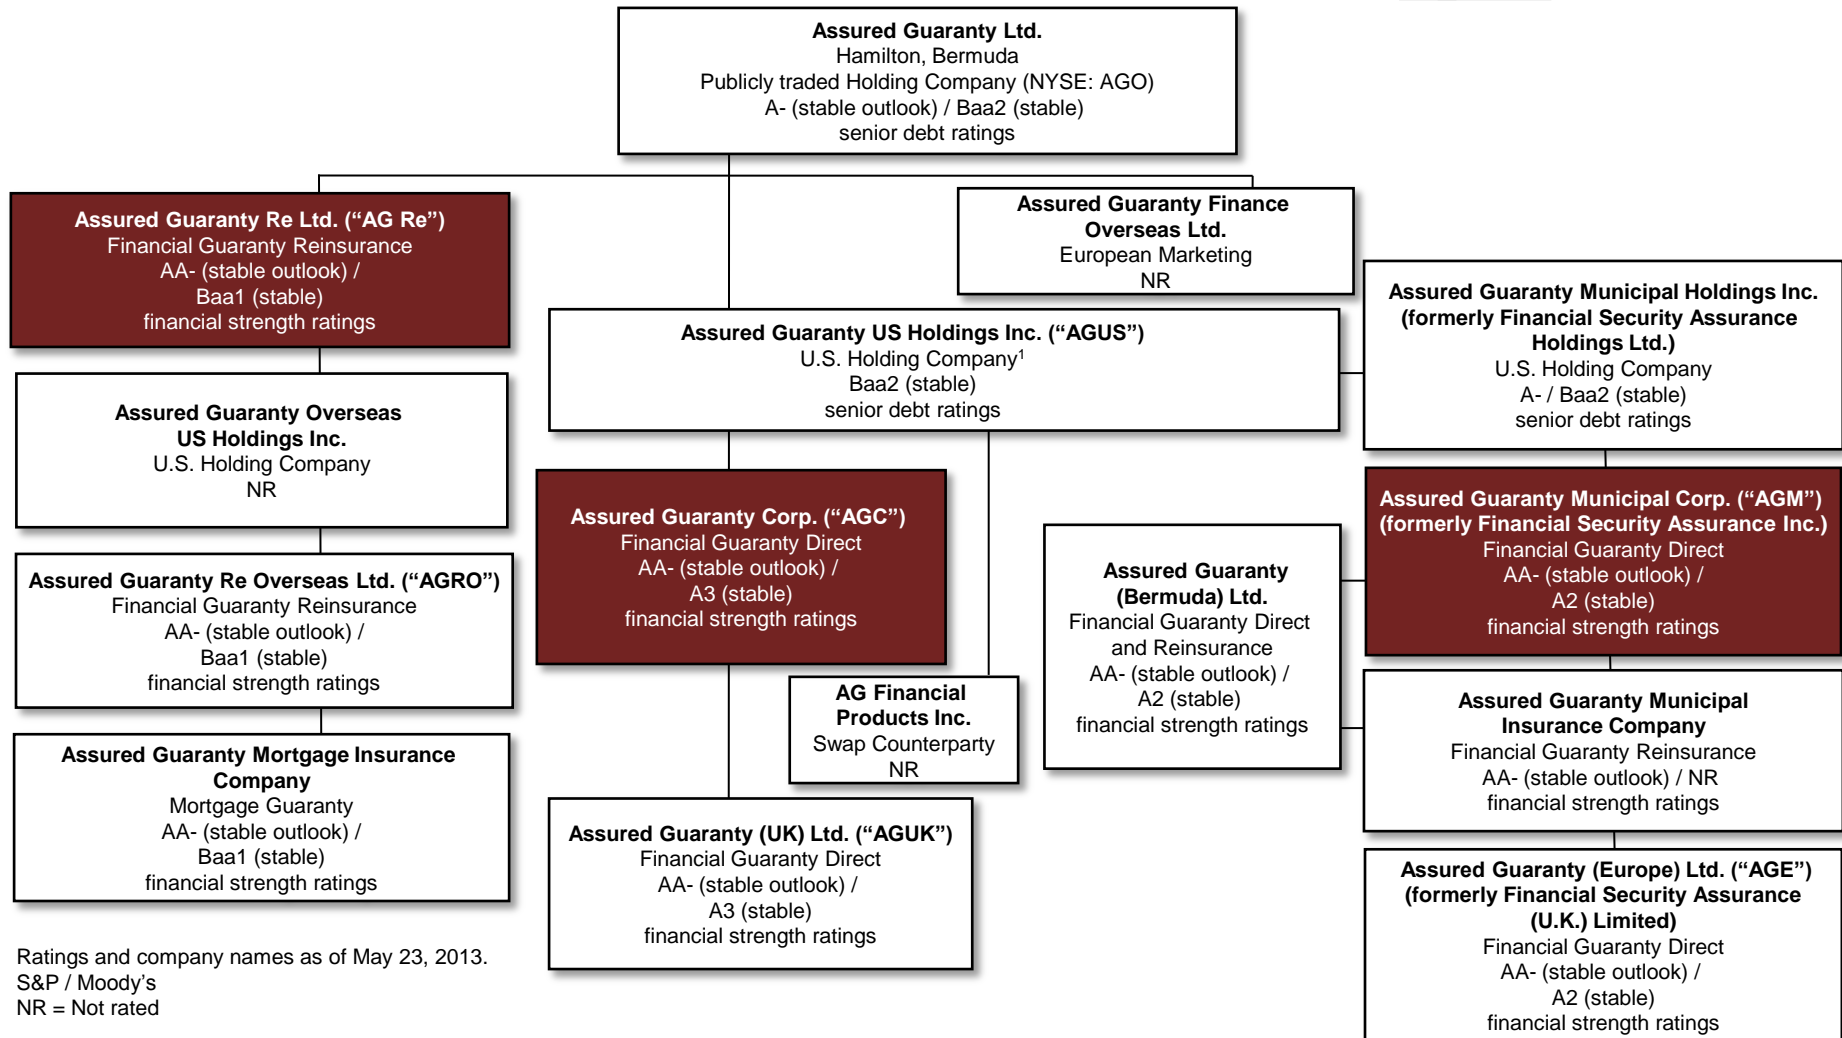 Assured Guaranty Ltd.
Hamilton, Bermuda
Publicly traded Holding Company (NYSE: AGO)
A- (stable outlook) / Baa2 (stable)
senior debt ratings
Assured Guaranty Re Ltd. (“AG Re”)
Financial Guaranty Reinsurance
AA- (stable outlook) /
Baa1 (stable)
financial strength ratings
Assured Guaranty Finance
Overseas Ltd.
European Marketing
NR
Assured Guaranty US Holdings Inc. (“AGUS”)
U.S. Holding Company¹
Baa2 (stable)
senior debt ratings
Assured Guaranty Municipal Holdings Inc.
(formerly Financial Security Assurance
Holdings Ltd.)
U.S. Holding Company
A- / Baa2 (stable)
senior debt ratings
Assured Guaranty Overseas
US Holdings Inc.
U.S. Holding Company
NR
Assured Guaranty Corp. (“AGC”)
Financial Guaranty Direct
AA- (stable outlook) /
A3 (stable)
financial strength ratings
Assured Guaranty Municipal Corp. (“AGM”)
(formerly Financial Security Assurance Inc.)
Financial Guaranty Direct
AA- (stable outlook) /
A2 (stable)
financial strength ratings
Assured Guaranty Re Overseas Ltd. (“AGRO”)
Financial Guaranty Reinsurance
AA- (stable outlook) /
Baa1 (stable)
financial strength ratings
Assured Guaranty
(Bermuda) Ltd.
Financial Guaranty Direct
and Reinsurance
AA- (stable outlook) /
A2 (stable)
financial strength ratings
AG Financial
Products Inc.
Swap Counterparty
NR
Assured Guaranty Municipal
Insurance Company
Financial Guaranty Reinsurance
AA- (stable outlook) / NR
financial strength ratings
Assured Guaranty Mortgage Insurance
Company
Mortgage Guaranty
AA- (stable outlook) /
Baa1 (stable)
financial strength ratings
Assured Guaranty (UK) Ltd. (“AGUK”)
Financial Guaranty Direct
AA- (stable outlook) /
A3 (stable)
financial strength ratings
Assured Guaranty (Europe) Ltd. (“AGE”)
(formerly Financial Security Assurance
(U.K.) Limited)
Financial Guaranty Direct
AA- (stable outlook) /
A2 (stable)
financial strength ratings
Ratings and company names as of May 23, 2013.
S&P / Moody’s
NR = Not rated